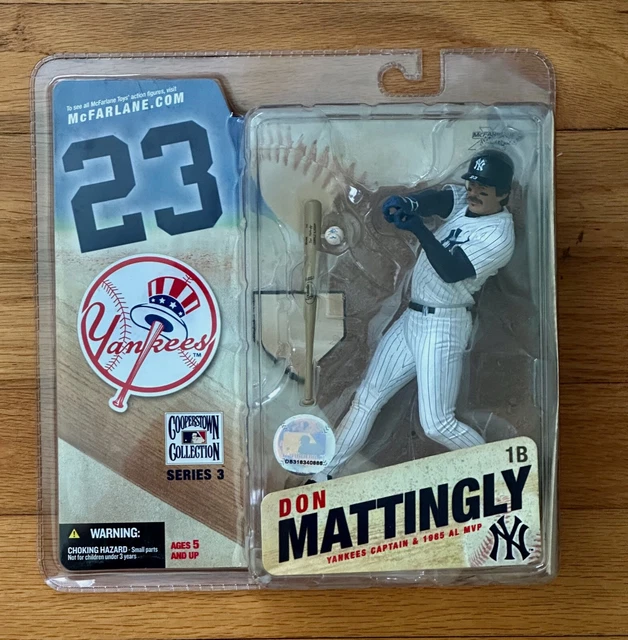 To see all McFarlane Toys' action figures, visit
McFARLANE.COM
23
Yankees
TM
COOPERSTOWN
COLLECTION
SERIES 3
WARNING:
CHOKING HAZARD - Small parts
Not for children under 3 years
AGES 5
AND UP
NY
1B
DON
MATTINGLY
YANKEES CAPTAIN & 1985 AL MVP
NY